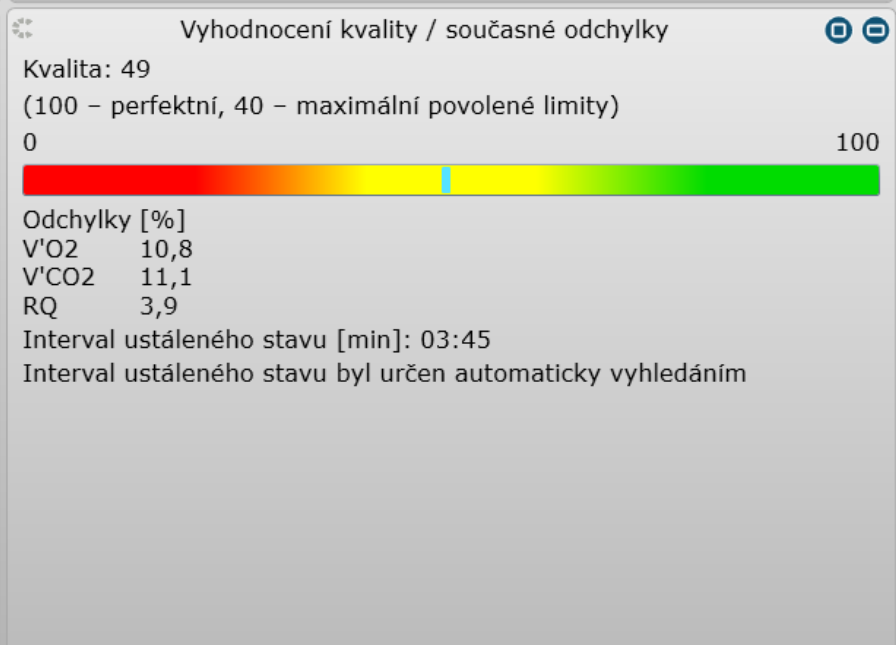 Vyhodnocení kvality / současné odchylky
Kvalita: 49
(100 – perfektní, 40 – maximální povolené limity)
0 100
Odchylky [%]
V'O2 10,8
V'CO2 11,1
RQ 3,9
Interval ustáleného stavu [min]: 03:45
Interval ustáleného stavu byl určen automaticky vyhledáním